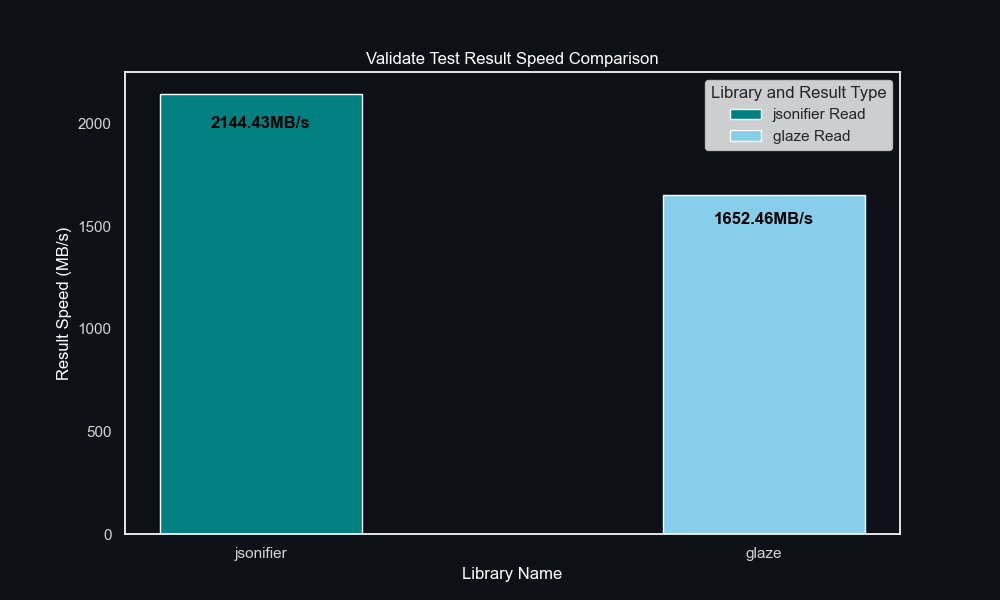 Validate Test Result Speed Comparison
Library and Result Type
jsonifier Read
glaze Read
2144.43MB/s
1652.46MB/s
2000
1500
1000
500
0
Result Speed (MB/s)
jsonifier
glaze
Library Name